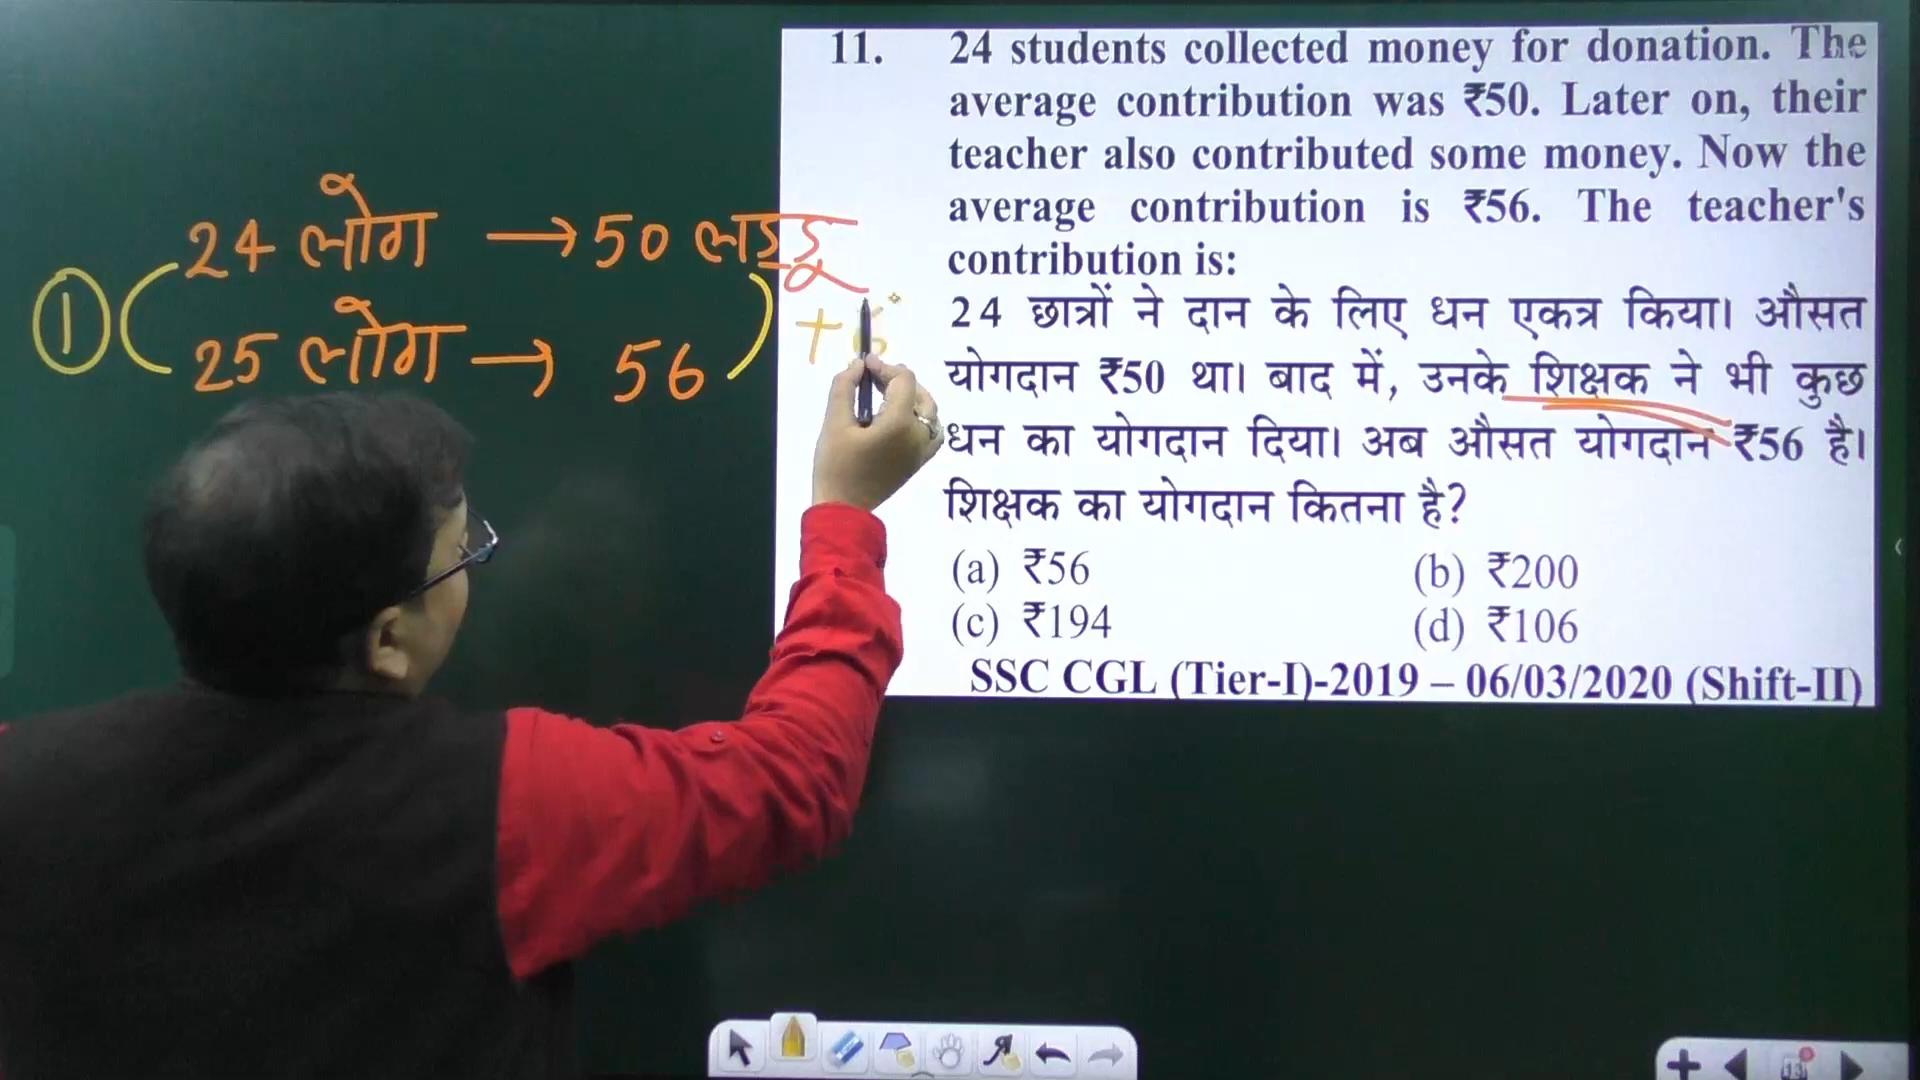 24 लोग → 50 लड्डू
① ( 25 लोग → 56 ) + 6
11. 24 students collected money for donation. The
average contribution was ₹50. Later on, their
teacher also contributed some money. Now the
average contribution is ₹56. The teacher's
contribution is:
24 छात्रों ने दान के लिए धन एकत्र किया। औसत
योगदान ₹50 था। बाद में, उनके शिक्षक ने भी कुछ
धन का योगदान दिया। अब औसत योगदान ₹56 है।
शिक्षक का योगदान कितना है?
(a) ₹56 (b) ₹200
(c) ₹194 (d) ₹106
SSC CGL (Tier-I)-2019 – 06/03/2020 (Shift-II)
13